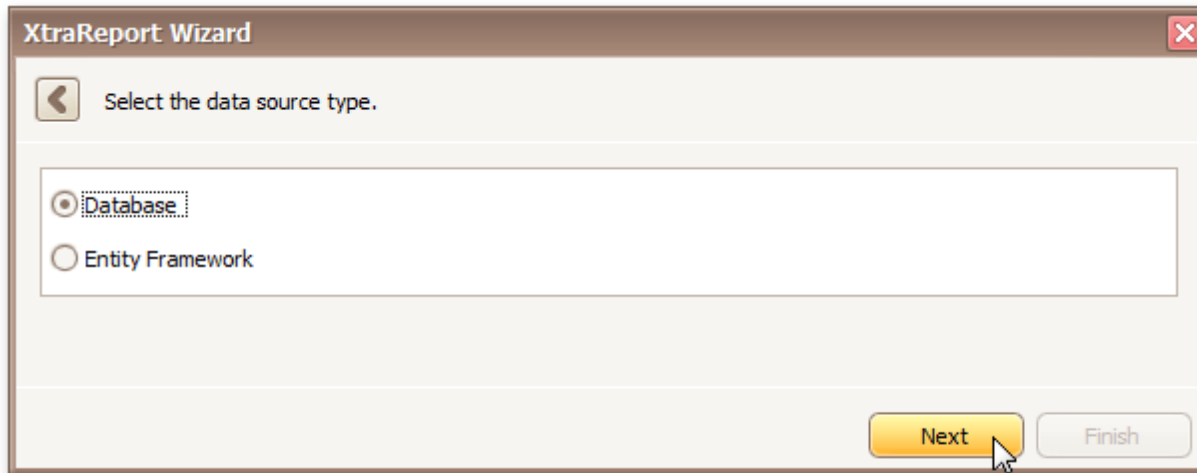 XtraReport Wizard
Select the data source type.
Database
Entity Framework
Next Finish